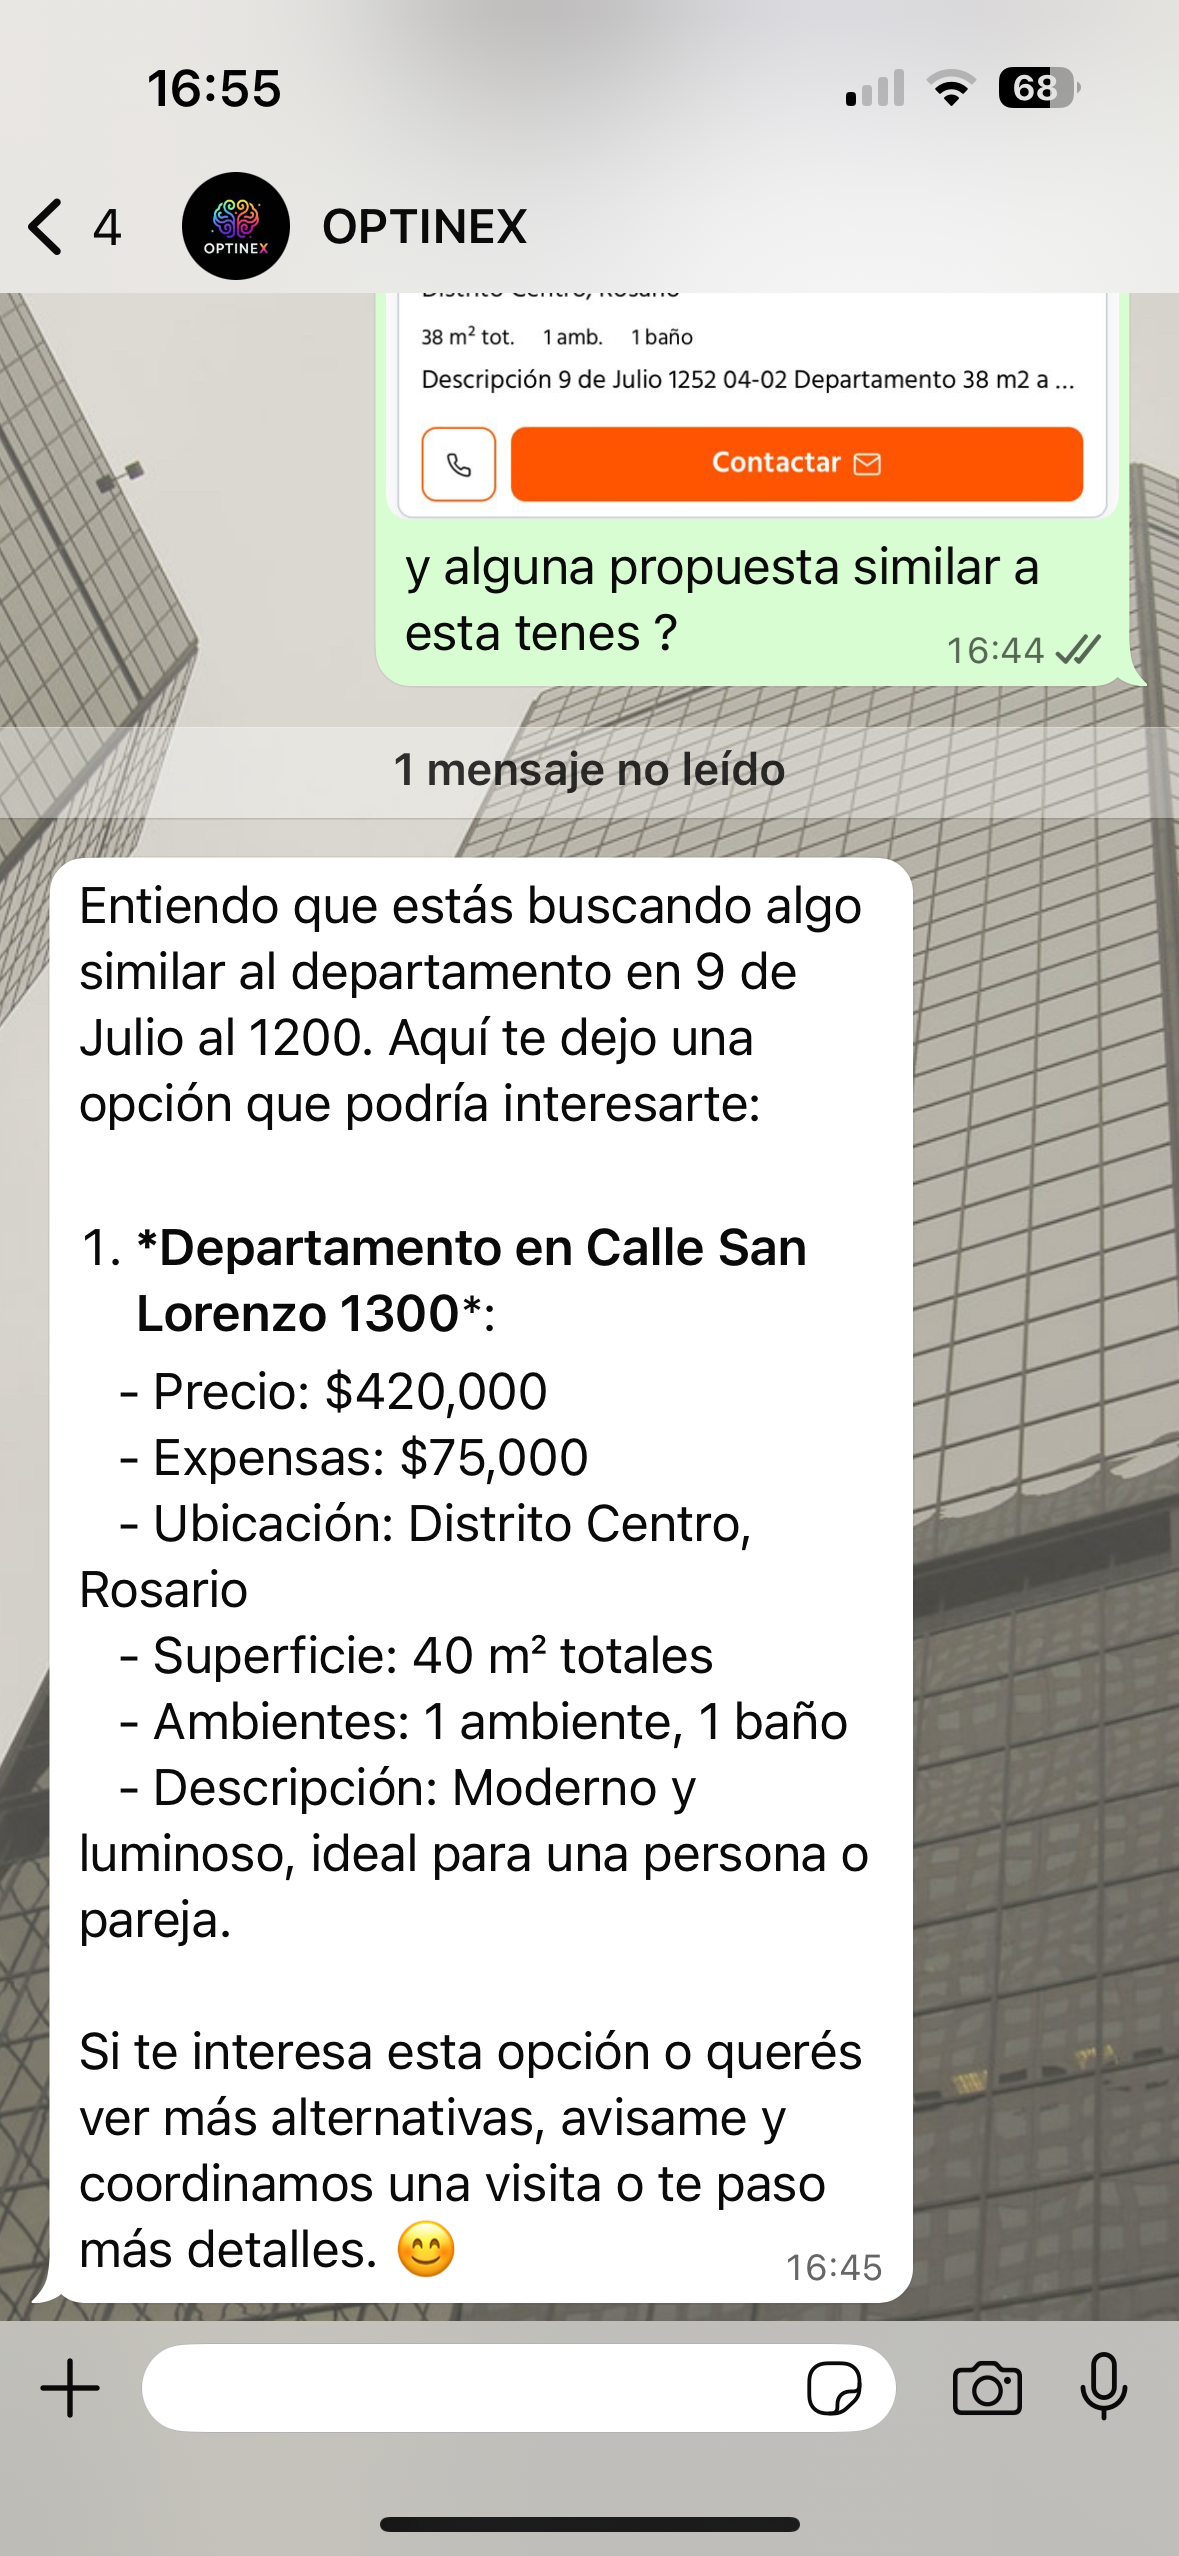 16:55
68
4
OPTINEX
OPTINEX
Distrito Centro, Rosario
38 m² tot. 1 amb. 1 baño
Descripción 9 de Julio 1252 04-02 Departamento 38 m2 a ...
Contactar
y alguna propuesta similar a
esta tenes ?
16:44
1 mensaje no leído
Entiendo que estás buscando algo
similar al departamento en 9 de
Julio al 1200. Aquí te dejo una
opción que podría interesarte:
1. *Departamento en Calle San
Lorenzo 1300*:
- Precio: $420,000
- Expensas: $75,000
- Ubicación: Distrito Centro,
Rosario
- Superficie: 40 m² totales
- Ambientes: 1 ambiente, 1 baño
- Descripción: Moderno y
luminoso, ideal para una persona o
pareja.
Si te interesa esta opción o querés
ver más alternativas, avisame y
coordinamos una visita o te paso
más detalles. 😊
16:45